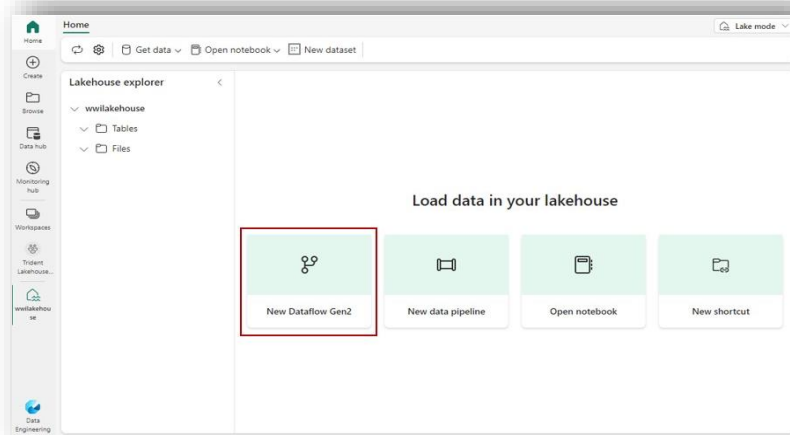 Home
Home
Lake mode
Get data
Open notebook
New dataset
Create
Browse
Data hub
Monitoring
hub
Workspaces
Trident
Lakehouse...
wwilakehou
se
Data
Engineering
Lakehouse explorer
wwilakehouse
Tables
Files
Load data in your lakehouse
New Dataflow Gen2
New data pipeline
Open notebook
New shortcut